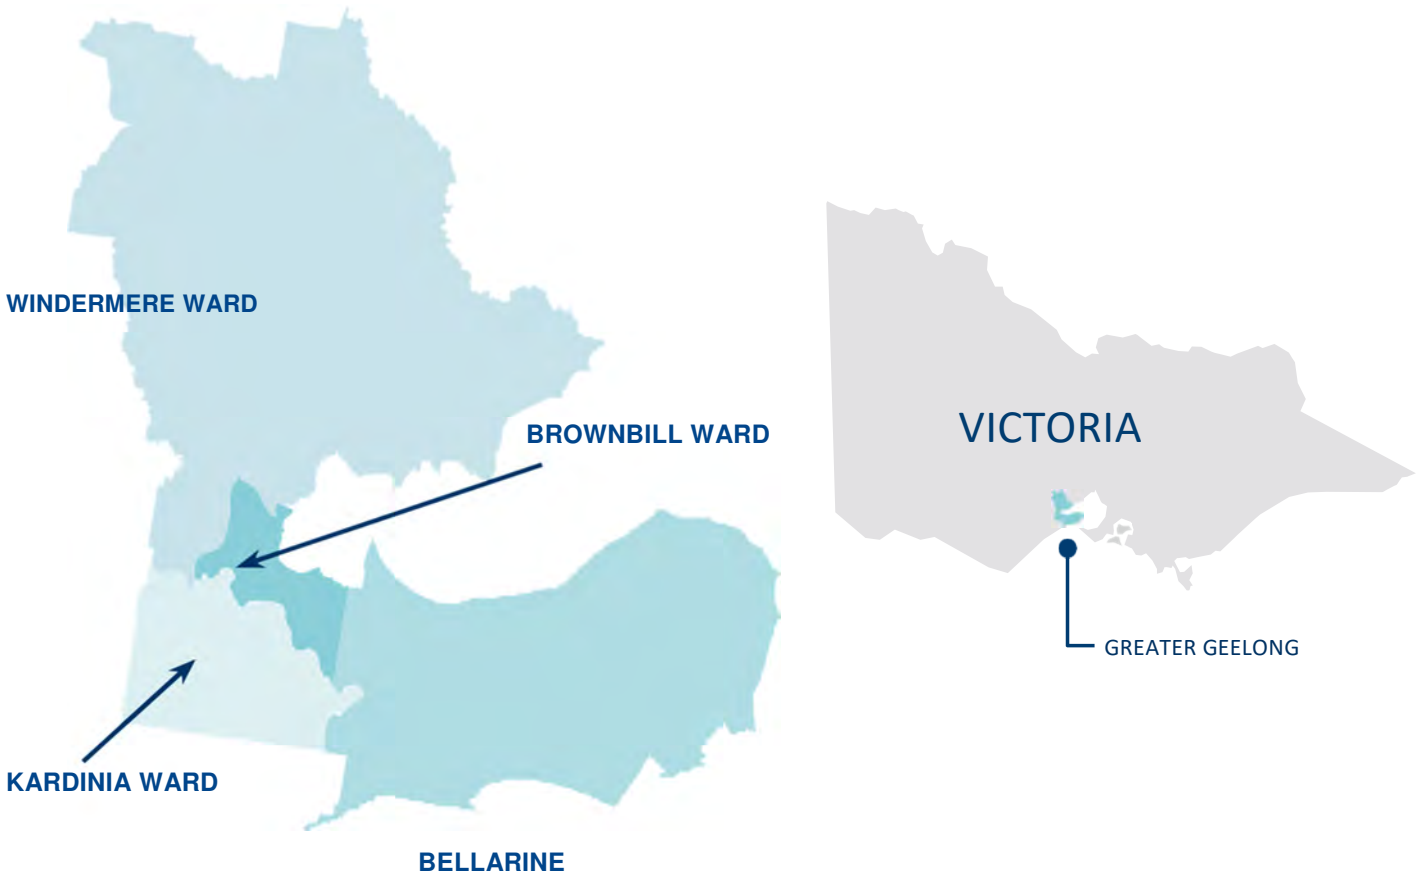 WINDERMERE WARD
BROWNBILL WARD
KARDINIA WARD
BELLARINE
VICTORIA
GREATER GEELONG